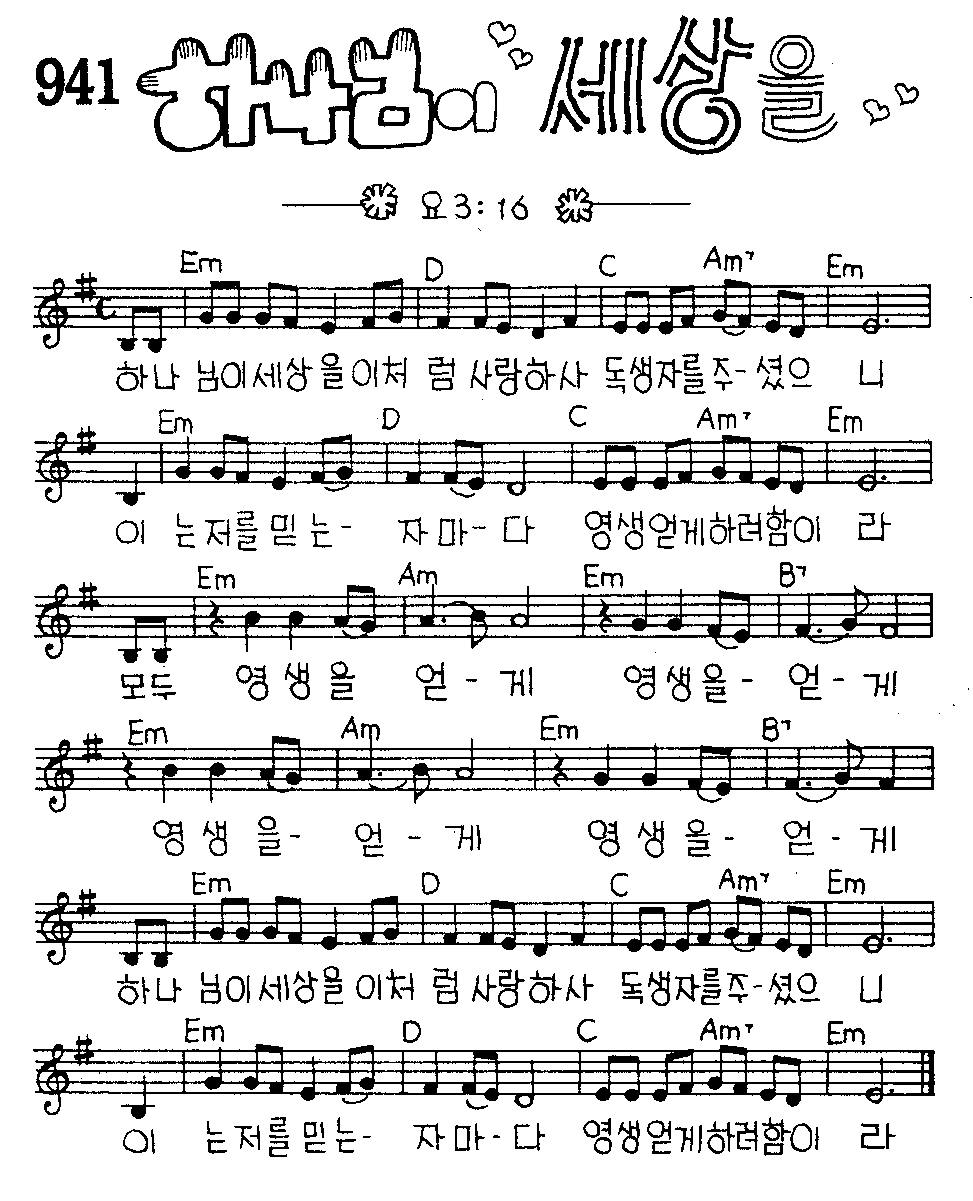 941 하나님이 세상을
요3:16
Em D C Am7 Em
하나 님이세상을이처 럼 사랑하사 독생자를주-셨으 니
Em D C Am7 Em
이 는저를 믿는- 자마-다 영생얻게하려함이 라
Em Am Em B7
모두 영생을 얻-게 영생을- 얻-게
Em Am Em B7
영생을- 얻-게 영생을- 얻-게
Em D C Am7 Em
하나 님이세상을 이처 럼 사랑하사 독생자를주-셨으 니
Em D C Am7 Em
이 는저를 믿는- 자마-다 영생얻게하려함이 라